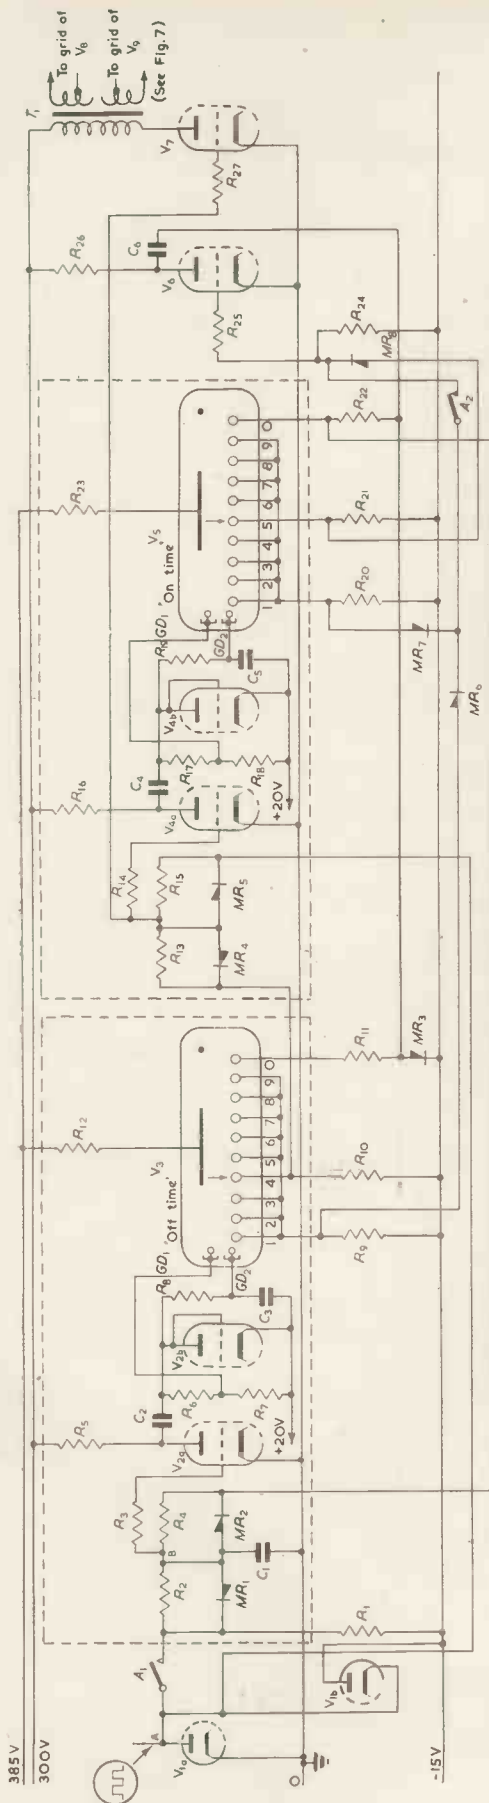 385V
300V
0
-15V
+20V
+20V
A
A₁
B
V₁ₐ
V₁b
R₁
R₂
R₃
R₄
MR₁
MR₂
C₁
V₂ₐ
R₅
C₂
R₆
R₇
R₈
C₃
GD₁
GD₂
'Off time'
V₃
1 2 3 4 5 6 7 8 9 0
R₉
R₁₀
R₁₁
R₁₂
MR₃
R₁₃
R₁₄
R₁₅
MR₄
MR₅
V₄ₐ
V₄b
R₁₆
C₄
R₁₇
R₁₈
C₅
GD₁
GD₂
'On time'
V₅
1 2 3 4 5 6 7 8 9 0
R₂₀
R₂₁
R₂₂
R₂₃
MR₇
MR₆
A₂
MR₈
R₂₄
R₂₅
V₆
R₂₆
C₆
R₂₇
V₇
T₁
To grid of
V₈
To grid of
V₉
(See Fig.7)